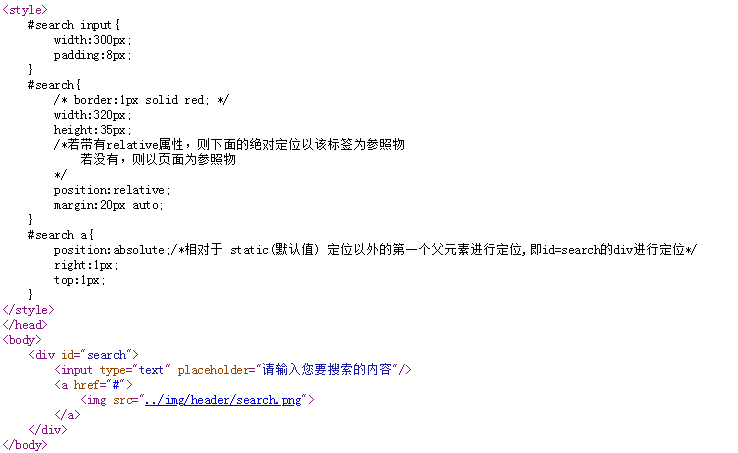 <style>
#search input{
width:300px;
padding:8px;
}
#search{
/* border:1px solid red; */
width:320px;
height:35px;
/*若带有relative属性，则下面的绝对定位以该标签为参照物
若没有，则以页面为参照物
*/
position:relative;
margin:20px auto;
}
#search a{
position:absolute;/*相对于 static(默认值) 定位以外的第一个父元素进行定位,即id=search的div进行定位*/
right:1px;
top:1px;
}
</style>
</head>
<body>
<div id="search">
<input type="text" placeholder="请输入您要搜索的内容"/>
<a href="#">
<img src="../img/header/search.png">
</a>
</div>
</body>